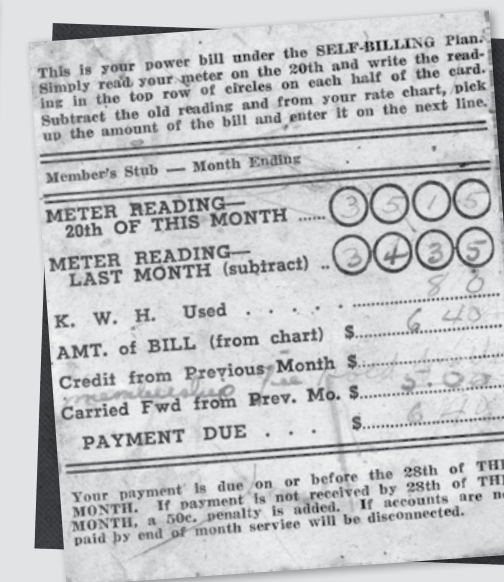 This is your power bill under the SELF-BILLING Plan.
Simply read your meter on the 20th and write the read-
ing in the top row of circles on each half of the card.
Subtract the old reading and from your rate chart, pick
up the amount of the bill and enter it on the next line.
Member's Stub — Month Ending
METER READING—
20th OF THIS MONTH ...... 3 5 1 5
METER READING—
LAST MONTH (subtract) .. 3 4 3 5
K. W. H. Used . . . . . 8 0
AMT. of BILL (from chart) $ 6 40
Credit from Previous Month $
membership Fee 5.00
Carried Fwd from Prev. Mo. $
PAYMENT DUE . . . $ 6 40
Your payment is due on or before the 28th of THE
MONTH. If payment is not received by 28th of THE
MONTH, a 50c. penalty is added. If accounts are no
paid by end of month service will be disconnected.